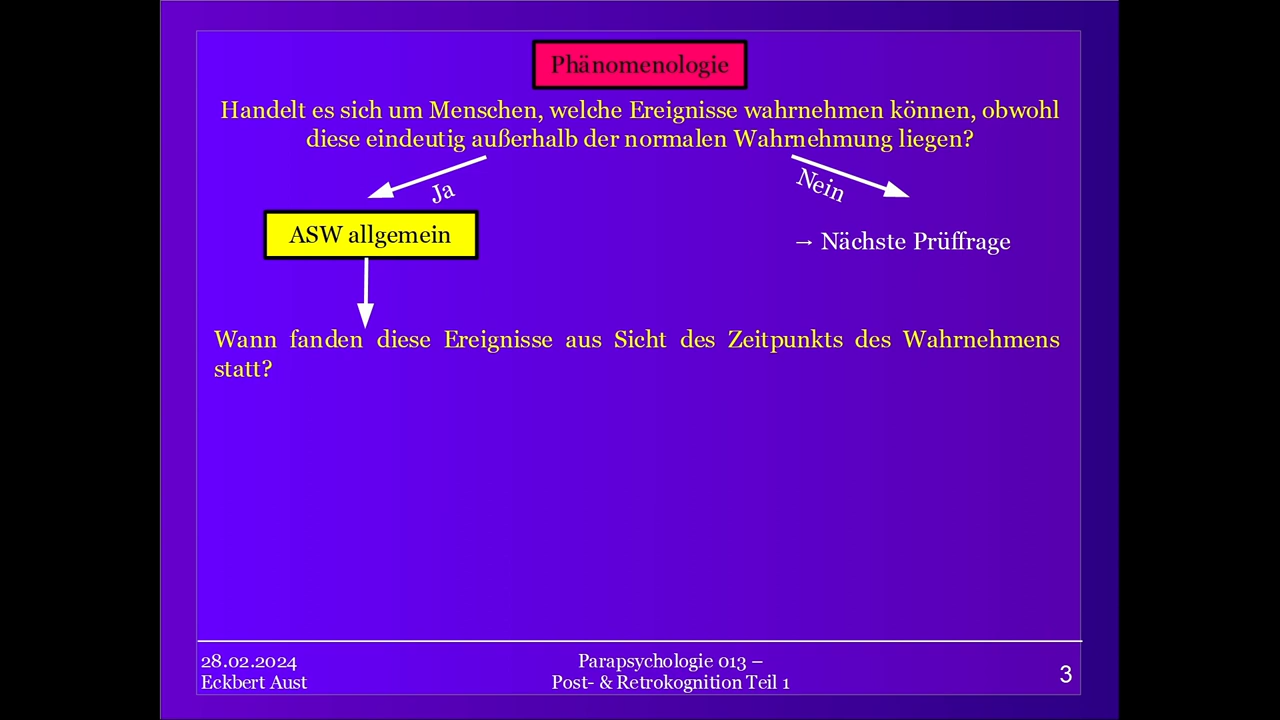 Phänomenologie
Handelt es sich um Menschen, welche Ereignisse wahrnehmen können, obwohl
diese eindeutig außerhalb der normalen Wahrnehmung liegen?
Ja
Nein
ASW allgemein
→ Nächste Prüffrage
Wann fanden diese Ereignisse aus Sicht des Zeitpunkts des Wahrnehmens
statt?
28.02.2024
Eckbert Aust
Parapsychologie 013 –
Post- & Retrokognition Teil 1
3